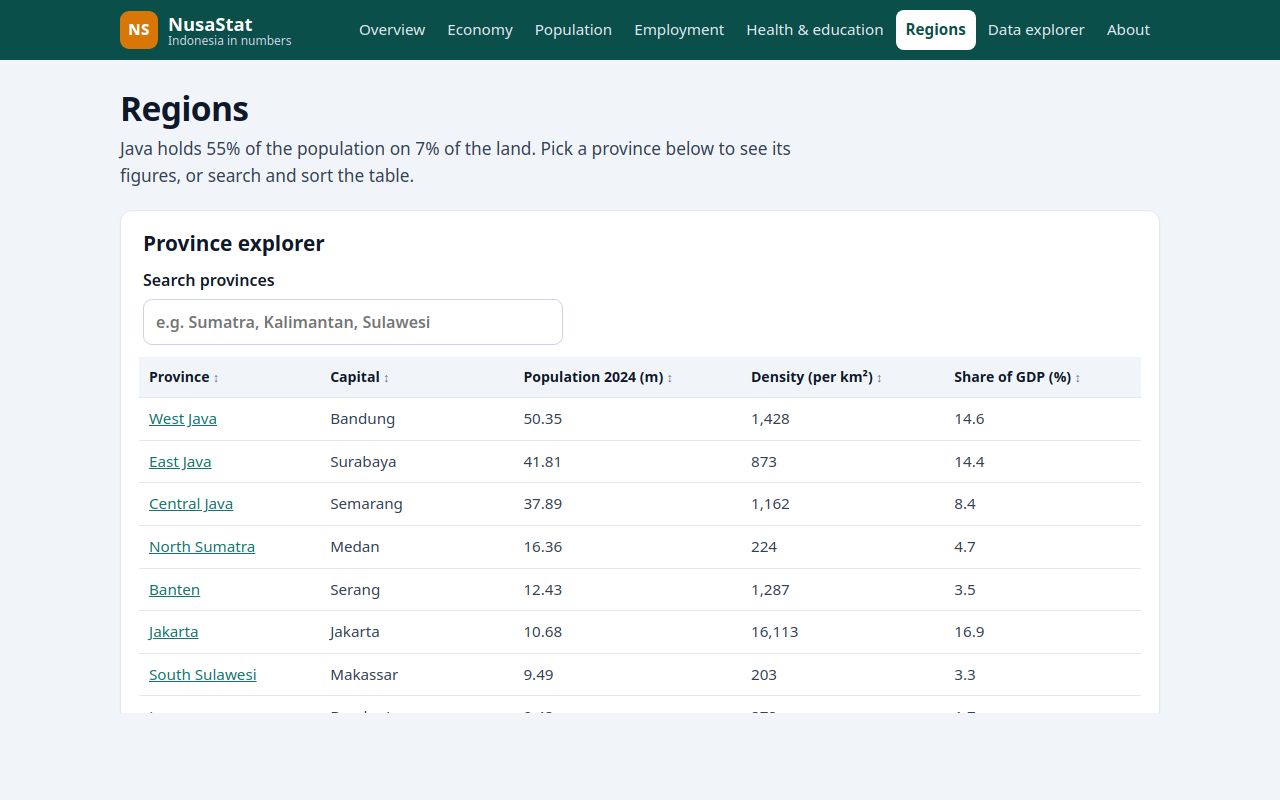 NS
NusaStat
Indonesia in numbers
Overview
Economy
Population
Employment
Health & education
Regions
Data explorer
About
Regions
Java holds 55% of the population on 7% of the land. Pick a province below to see its
figures, or search and sort the table.
Province explorer
Search provinces
e.g. Sumatra, Kalimantan, Sulawesi
Province ↕ Capital ↕ Population 2024 (m) ↕ Density (per km²) ↕ Share of GDP (%) ↕
West Java Bandung 50.35 1,428 14.6
East Java Surabaya 41.81 873 14.4
Central Java Semarang 37.89 1,162 8.4
North Sumatra Medan 16.36 224 4.7
Banten Serang 12.43 1,287 3.5
Jakarta Jakarta 10.68 16,113 16.9
South Sulawesi Makassar 9.49 203 3.3